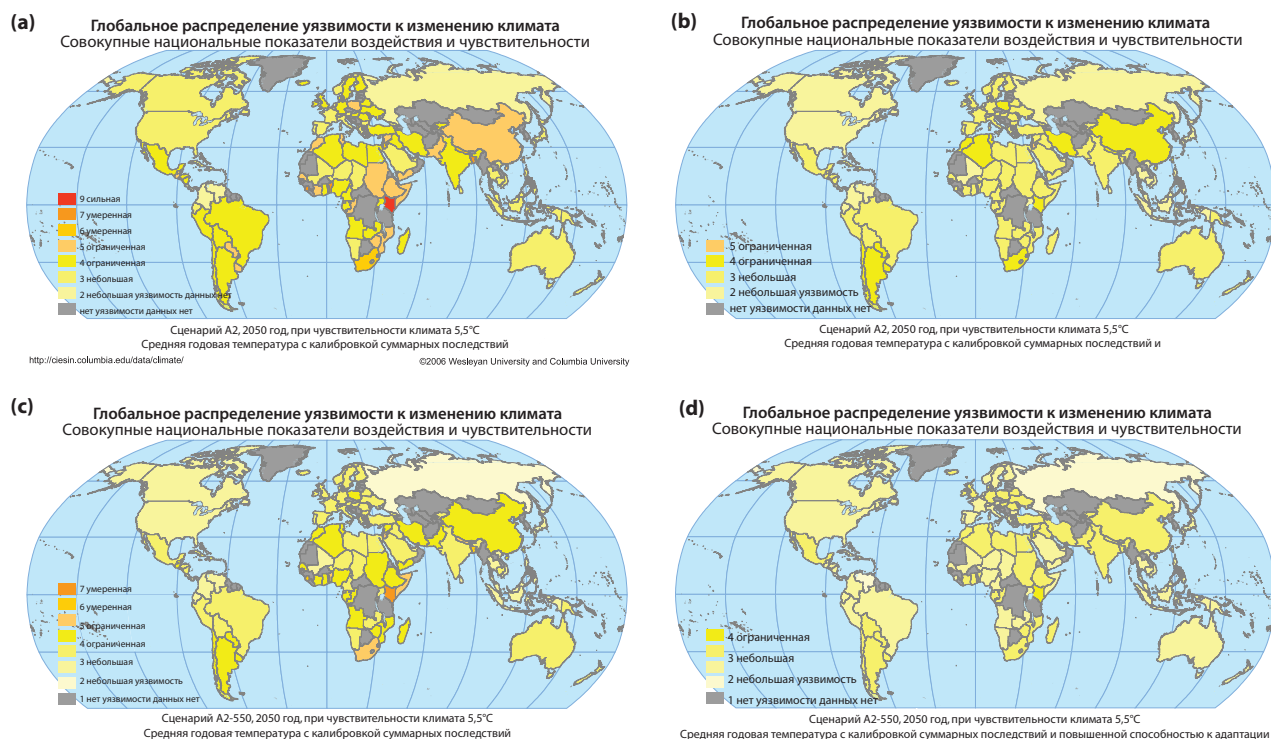 (a)
Глобальное распределение уязвимости к изменению климата
Совокупные национальные показатели воздействия и чувствительности
9 сильная
7 умеренная
6 умеренная
5 ограниченная
4 ограниченная
3 небольшая
2 небольшая уязвимость данных нет
нет уязвимости данных нет
Сценарий A2, 2050 год, при чувствительности климата 5,5°C
Средняя годовая температура с калибровкой суммарных последствий
http://ciesin.columbia.edu/data/climate/
©2006 Wesleyan University and Columbia University
(b)
Глобальное распределение уязвимости к изменению климата
Совокупные национальные показатели воздействия и чувствительности
5 ограниченная
4 ограниченная
3 небольшая
2 небольшая уязвимость
нет уязвимости данных нет
Сценарий A2, 2050 год, при чувствительности климата 5,5°C
Средняя годовая температура с калибровкой суммарных последствий и
(c)
Глобальное распределение уязвимости к изменению климата
Совокупные национальные показатели воздействия и чувствительности
7 умеренная
6 умеренная
5 ограниченная
4 ограниченная
3 небольшая
2 небольшая уязвимость
1 нет уязвимости данных нет
Сценарий A2-550, 2050 год, при чувствительности климата 5,5°C
Средняя годовая температура с калибровкой суммарных последствий
(d)
Глобальное распределение уязвимости к изменению климата
Совокупные национальные показатели воздействия и чувствительности
4 ограниченная
3 небольшая
2 небольшая уязвимость
1 нет уязвимости данных нет
Сценарий A2-550, 2050 год, при чувствительности климата 5,5°C
Средняя годовая температура с калибровкой суммарных последствий и повышенной способностью к адаптации